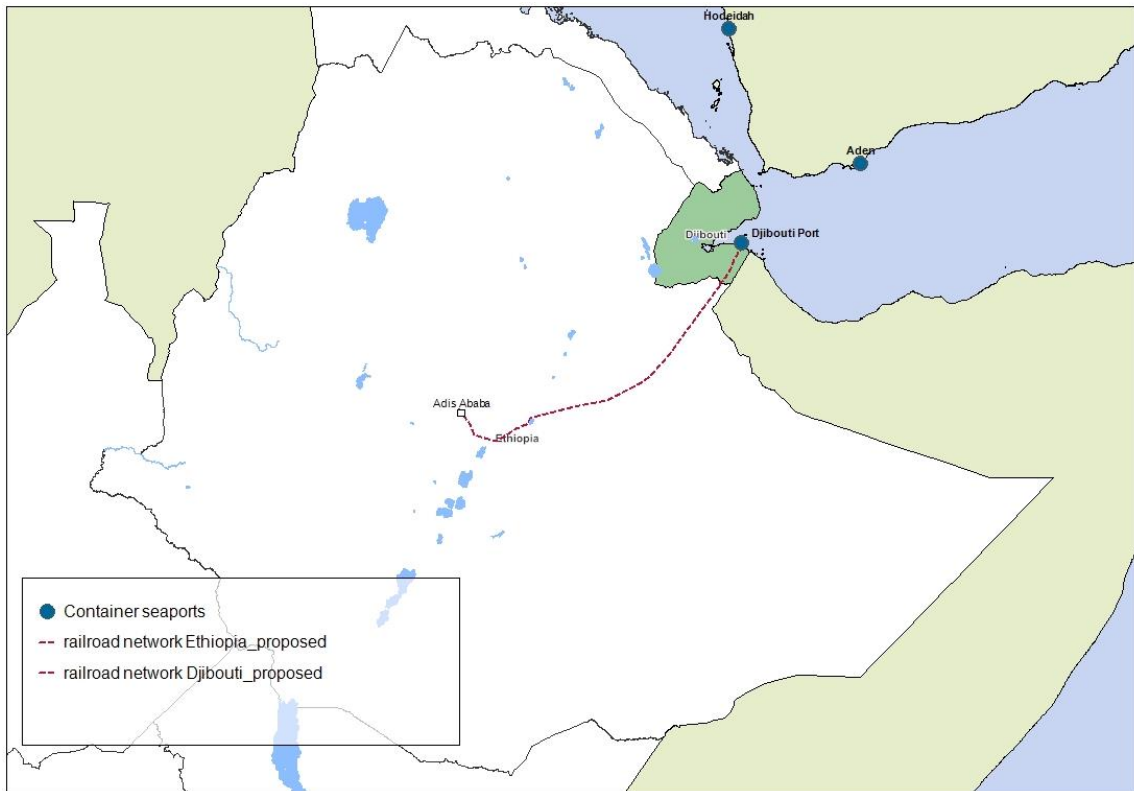 Hodeidah
Aden
Djibouti
Djibouti Port
Adis Ababa
Ethiopia
Container seaports
railroad network Ethiopia_proposed
railroad network Djibouti_proposed